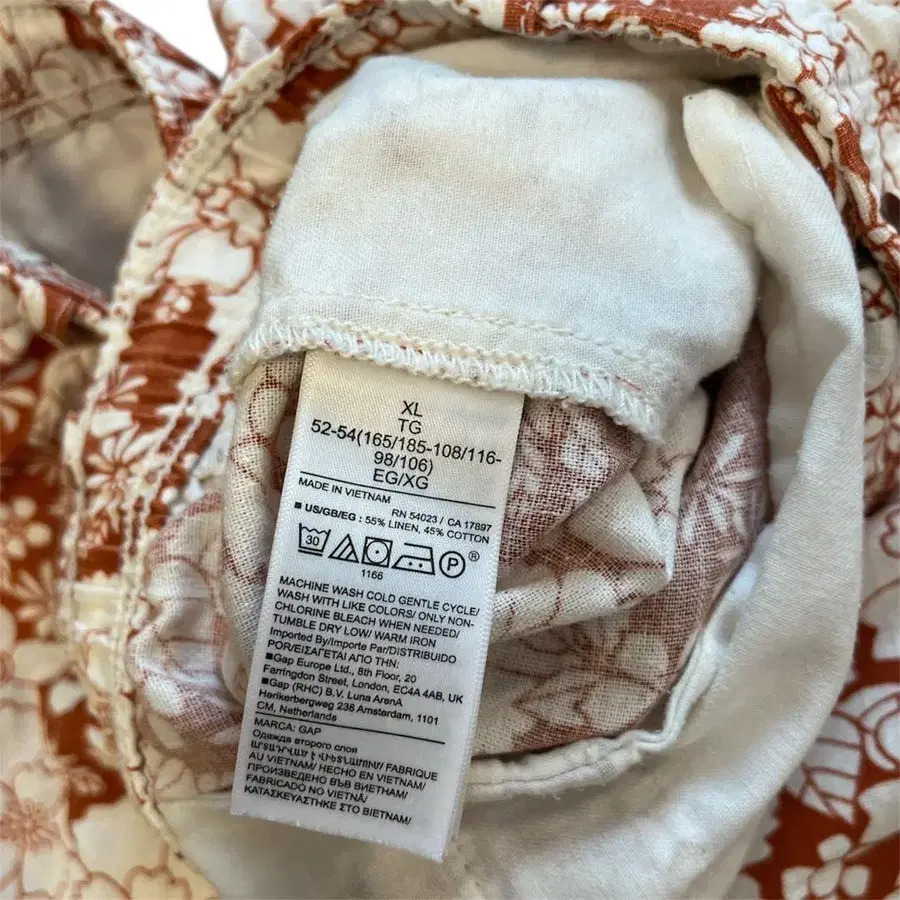 XL
TG
52-54(165/185-108/116-
98/106)
EG/XG
MADE IN VIETNAM
RN 54023 / CA 17897
■ US/GB/EG : 55% LINEN, 45% COTTON
30 P ®
1166
MACHINE WASH COLD GENTLE CYCLE/
WASH WITH LIKE COLORS/ ONLY NON-
CHLORINE BLEACH WHEN NEEDED/
TUMBLE DRY LOW/ WARM IRON
Imported By/Importe Par/DISTRIBUIDO
POR/ΕΙΣΑΓΕΤΑΙ ΑΠΟ ΤΗΝ:
■Gap Europe Ltd., 8th Floor, 20
Farringdon Street, London, EC4A 4AB, UK
■Gap (RHC) B.V. Luna ArenA
Herikerbergweg 238 Amsterdam, 1101
CM, Netherlands
MARCA: GAP
Одежда второго слоя
ԱՐՏԱԴՐՎԱԾ Է ՎԻԵՏՆԱՄՈՒՄ/ FABRIQUE
AU VIETNAM/ HECHO EN VIETNAM/
ПРОИЗВЕДЕНО ВЪВ ВИЕТНАМ/
FABRICADO NO VIETNÃ/
ΚΑΤΑΣΚΕΥΑΣΤΗΚΕ ΣΤΟ ΒΙΕΤΝΑΜ/